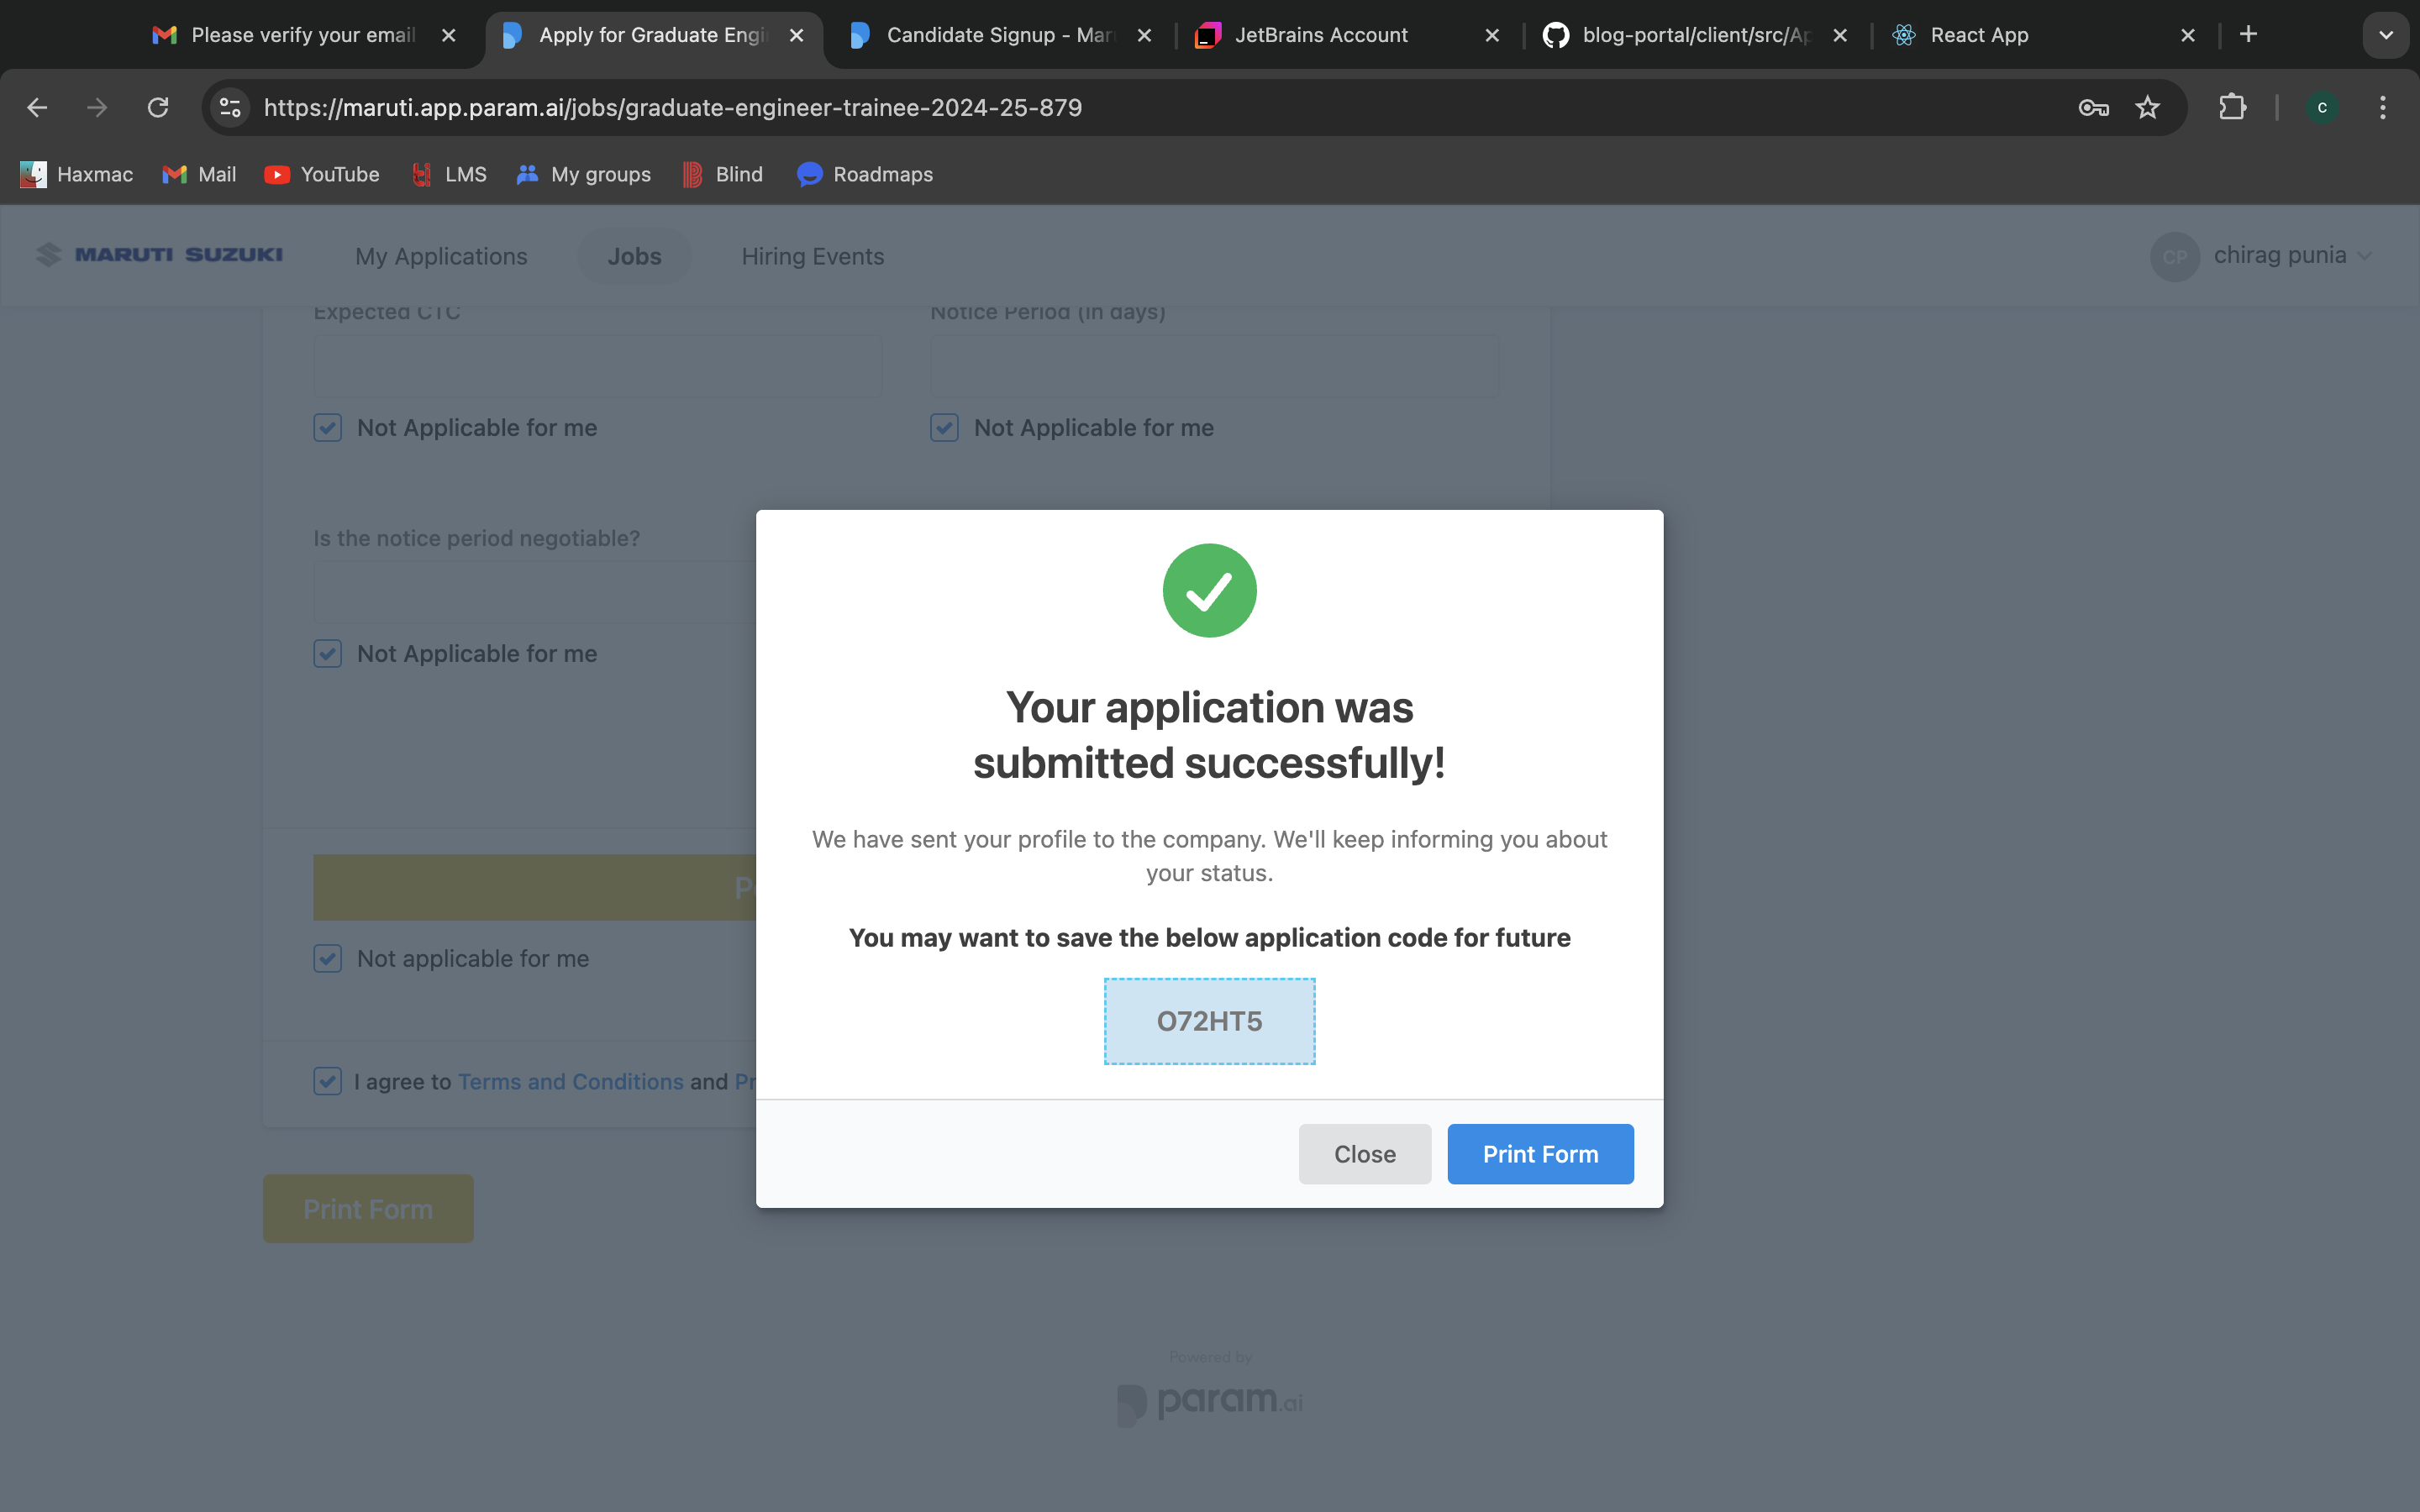 Please verify your email
Apply for Graduate Engi
Candidate Signup - Mar
JetBrains Account
blog-portal/client/src/Ap
React App
https://maruti.app.param.ai/jobs/graduate-engineer-trainee-2024-25-879
C
Haxmac
Mail
YouTube
LMS
My groups
Blind
Roadmaps
MARUTI SUZUKI
My Applications
Jobs
Hiring Events
CP
chirag punia
Expected CTC
Notice Period (in days)
Not Applicable for me
Not Applicable for me
Is the notice period negotiable?
Not Applicable for me
P
Not applicable for me
I agree to Terms and Conditions and Pr
Print Form
Your application was
submitted successfully!
We have sent your profile to the company. We'll keep informing you about
your status.
You may want to save the below application code for future
O72HT5
Close
Print Form
Powered by
param.ai